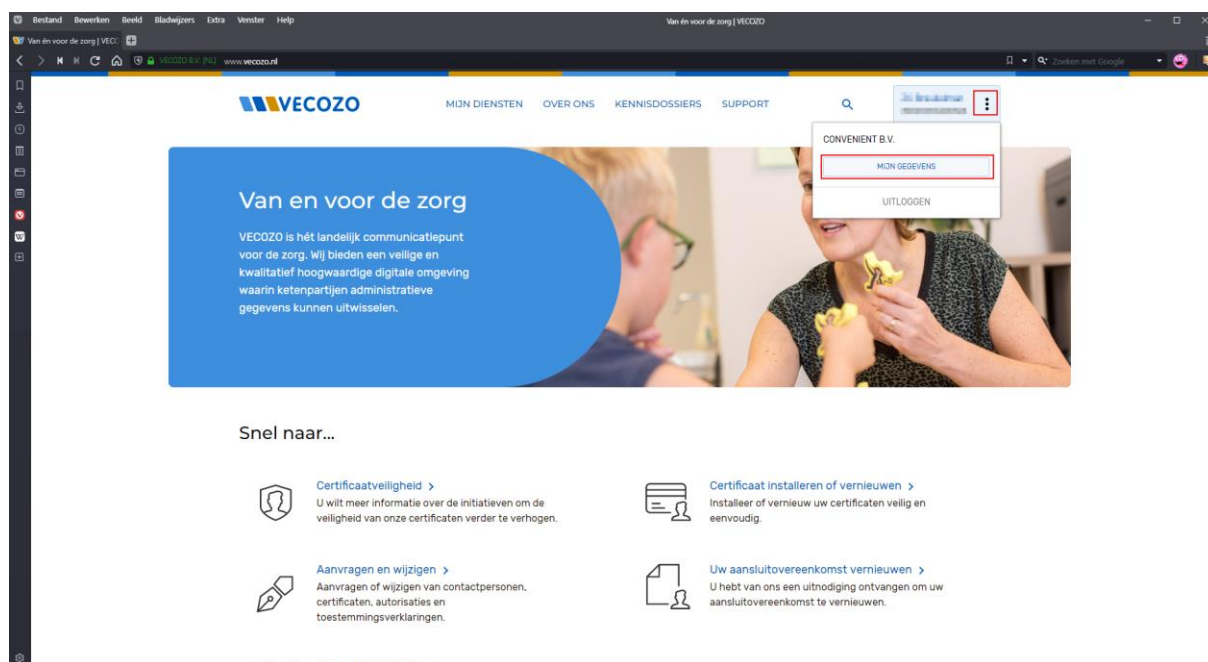 Bestand Bewerken Beeld Bladwijzers Extra Venster Help
Van én voor de zorg | VECOZO
Van én voor de zorg | VECO
VECOZO B.V. [NL] www.vecozo.nl
Zoeken met Google
VECOZO
MIJN DIENSTEN OVER ONS KENNISDOSSIERS SUPPORT
CONVENIENT B.V.
MIJN GEGEVENS
UITLOGGEN
Van en voor de zorg
VECOZO is hét landelijk communicatiepunt
voor de zorg. Wij bieden een veilige en
kwalitatief hoogwaardige digitale omgeving
waarin ketenpartijen administratieve
gegevens kunnen uitwisselen.
Snel naar...
Certificaatveiligheid >
U wilt meer informatie over de initiatieven om de
veiligheid van onze certificaten verder te verhogen.
Certificaat installeren of vernieuwen >
Installeer of vernieuw uw certificaten veilig en
eenvoudig.
Aanvragen en wijzigen >
Aanvragen of wijzigen van contactpersonen,
certificaten, autorisaties en
toestemmingsverklaringen.
Uw aansluitovereenkomst vernieuwen >
U hebt van ons een uitnodiging ontvangen om uw
aansluitovereenkomst te vernieuwen.